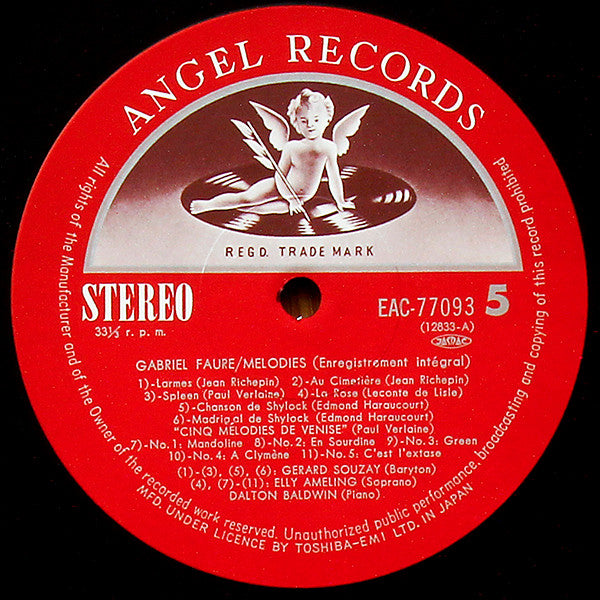 ANGEL RECORDS
REGD. TRADE MARK
STEREO
33⅓ r. p. m.
EAC-77093 5
(12833-A)
JASRAC
GABRIEL FAURE/MELODIES (Enregistrement intégral)
1)-Larmes (Jean Richepin) 2)-Au Cimetière (Jean Richepin)
3)-Spleen (Paul Verlaine) 4)-La Rose (Leconte de Lisle)
5)-Chanson de Shylock (Edmond Haraucourt)
6)-Madrigal de Shylock (Edmond Haraucourt)
"CINQ MÉLODIES DE VENISE" (Paul Verlaine)
7)-No. 1: Mandoline 8)-No. 2: En Sourdine 9)-No. 3: Green
10)-No. 4: A Clymène 11)-No. 5: C'est l'extase
(1)-(3), (5), (6): GERARD SOUZAY (Baryton)
(4), (7)-(11): ELLY AMELING (Soprano)
DALTON BALDWIN (Piano)
All rights of the Manufacturer and of the Owner of the recorded work reserved. Unauthorized public performance, broadcasting and copying of this record prohibited
MFD. UNDER LICENCE BY TOSHIBA-EMI LTD. IN JAPAN